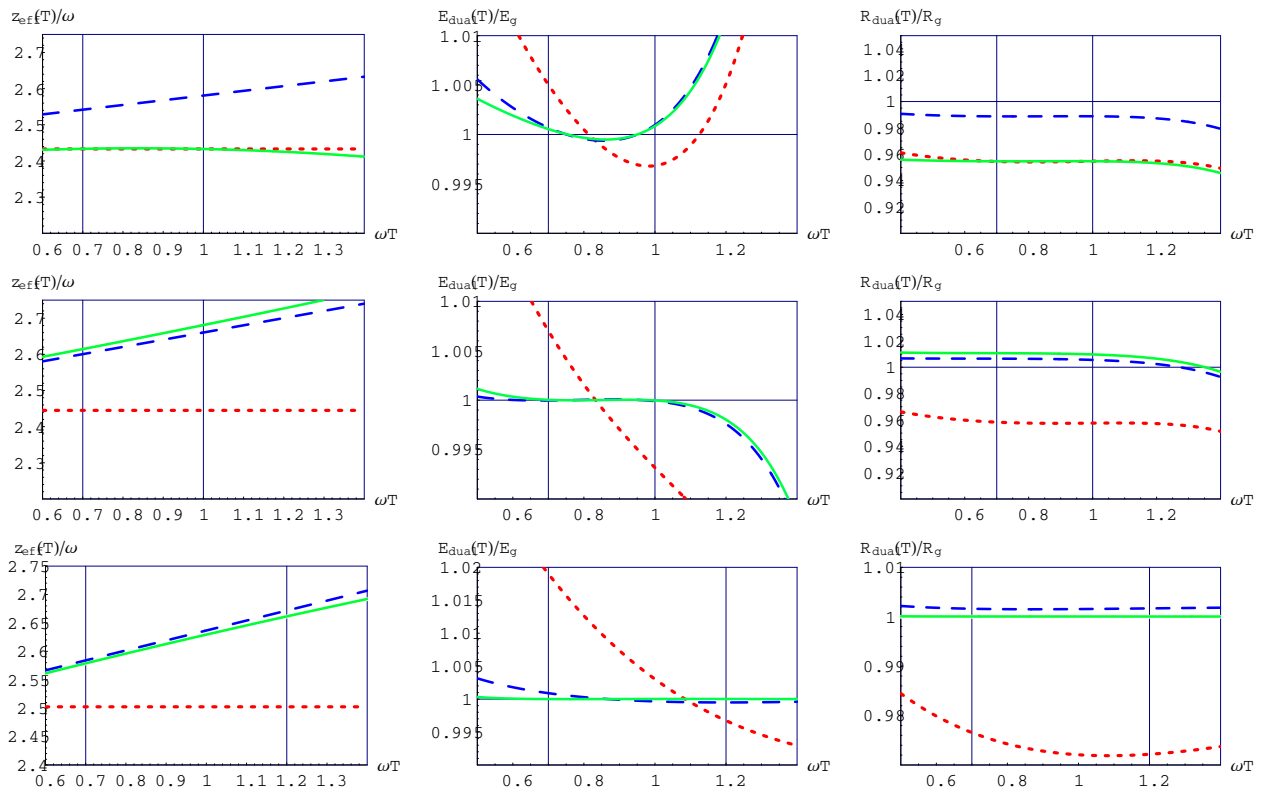 z_eff(T)/ω
2.7
2.6
2.5
2.4
2.3
0.6 0.7 0.8 0.9 1 1.1 1.2 1.3
ωT
E_dual(T)/E_g
1.01
1.005
1
0.995
0.6 0.8 1 1.2
ωT
R_dual(T)/R_g
1.04
1.02
1
0.98
0.96
0.94
0.92
0.6 0.8 1 1.2
ωT
z_eff(T)/ω
2.7
2.6
2.5
2.4
2.3
0.6 0.7 0.8 0.9 1 1.1 1.2 1.3
ωT
E_dual(T)/E_g
1.01
1.005
1
0.995
0.6 0.8 1 1.2
ωT
R_dual(T)/R_g
1.04
1.02
1
0.98
0.96
0.94
0.92
0.6 0.8 1 1.2
ωT
z_eff(T)/ω
2.75
2.7
2.65
2.6
2.55
2.5
2.45
2.4
0.6 0.7 0.8 0.9 1 1.1 1.2 1.3
ωT
E_dual(T)/E_g
1.02
1.015
1.01
1.005
1
0.995
0.6 0.8 1 1.2
ωT
R_dual(T)/R_g
1.01
1
0.99
0.98
0.6 0.8 1 1.2
ωT